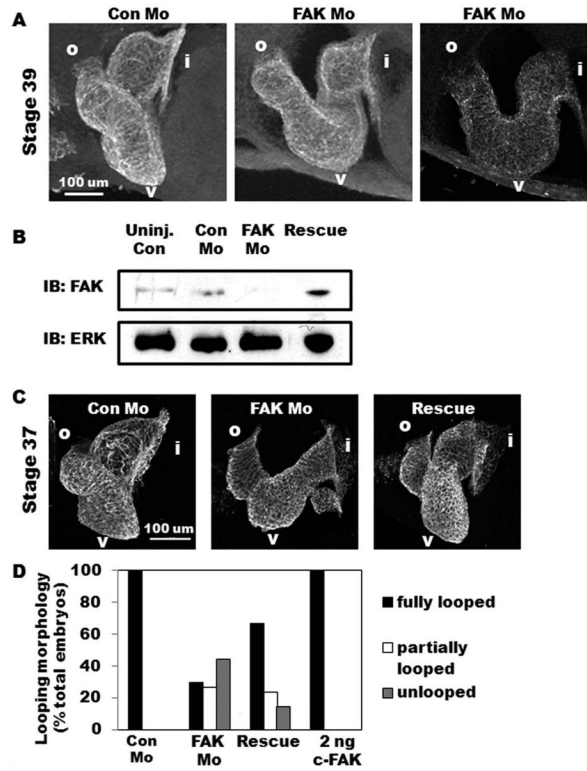 A
Con Mo
FAK Mo
FAK Mo
Stage 39
o
i
v
100 um
o
i
v
o
i
v
B
Uninj. Con
Con Mo
FAK Mo
Rescue
IB: FAK
IB: ERK
C
Stage 37
Con Mo
FAK Mo
Rescue
o
i
v
100 um
o
i
v
o
i
v
D
Looping morphology
(% total embryos)
100
80
60
40
20
0
Con
Mo
FAK
Mo
Rescue
2 ng
c-FAK
fully looped
partially
looped
unlooped